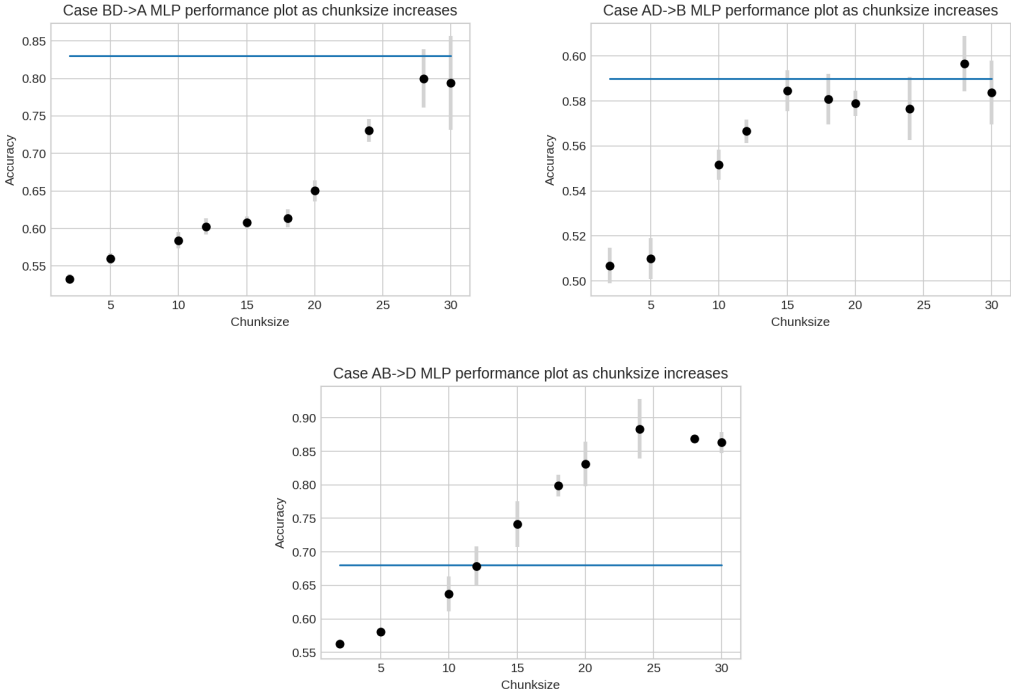 Case BD->A MLP performance plot as chunksize increases
0.85
0.80
0.75
0.70
0.65
0.60
0.55
Accuracy
5 10 15 20 25 30
Chunksize
Case AD->B MLP performance plot as chunksize increases
0.60
0.58
0.56
0.54
0.52
0.50
Accuracy
5 10 15 20 25 30
Chunksize
Case AB->D MLP performance plot as chunksize increases
0.90
0.85
0.80
0.75
0.70
0.65
0.60
0.55
Accuracy
5 10 15 20 25 30
Chunksize